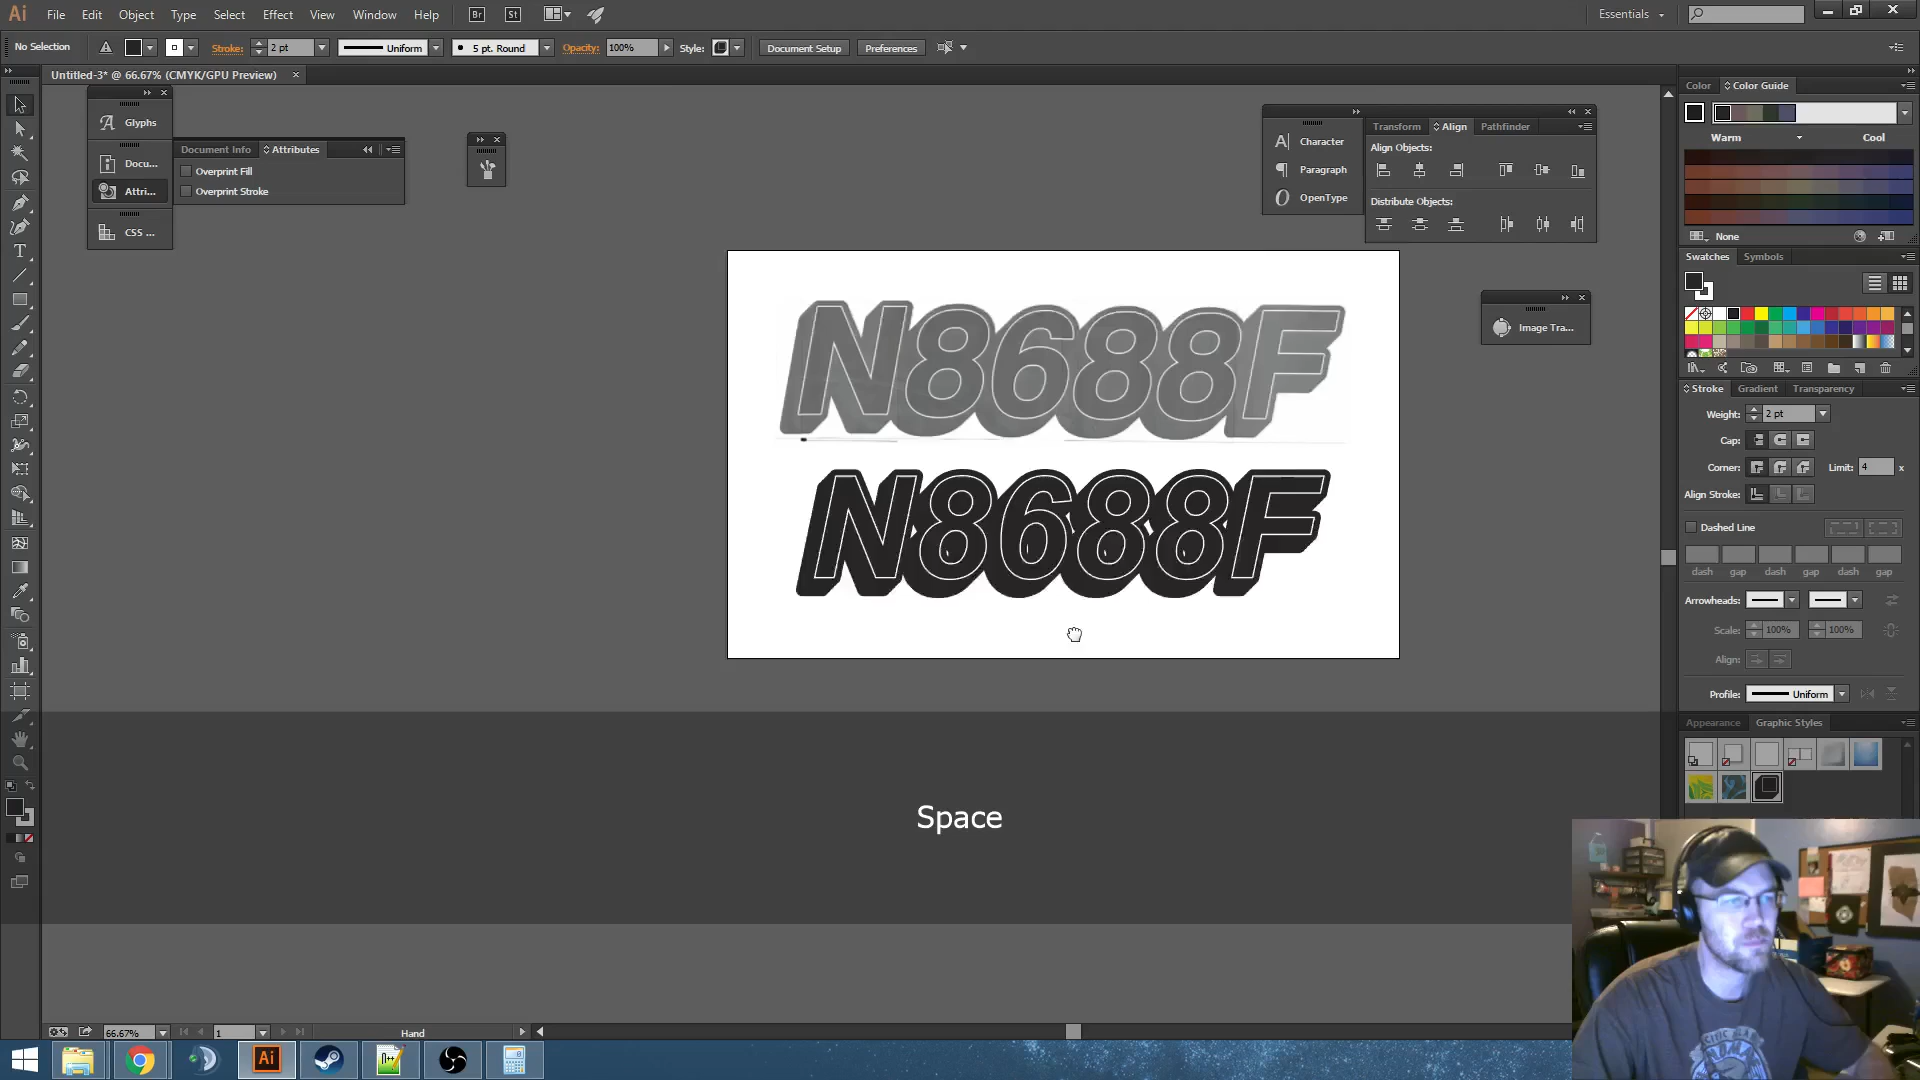 Ai File Edit Object Type Select Effect View Window Help Br St Essentials
No Selection Stroke: 2 pt Uniform 5 pt. Round Opacity: 100% Style: Document Setup Preferences
Untitled-3* @ 66.67% (CMYK/GPU Preview)
Glyphs
Docu...
Attri...
CSS ...
Document Info Attributes
Overprint Fill
Overprint Stroke
Character
Paragraph
OpenType
Transform Align Pathfinder
Align Objects:
Distribute Objects:
Image Tra...
N8688F
N8688F
Space
Color Color Guide
Warm Cool
None
Swatches Symbols
Stroke Gradient Transparency
Weight: 2 pt
Cap:
Corner: Limit: 4 x
Align Stroke:
Dashed Line
dash gap dash gap dash gap
Arrowheads:
Scale: 100% 100%
Align:
Profile: Uniform
Appearance Graphic Styles
66.67% 1 Hand
Ai